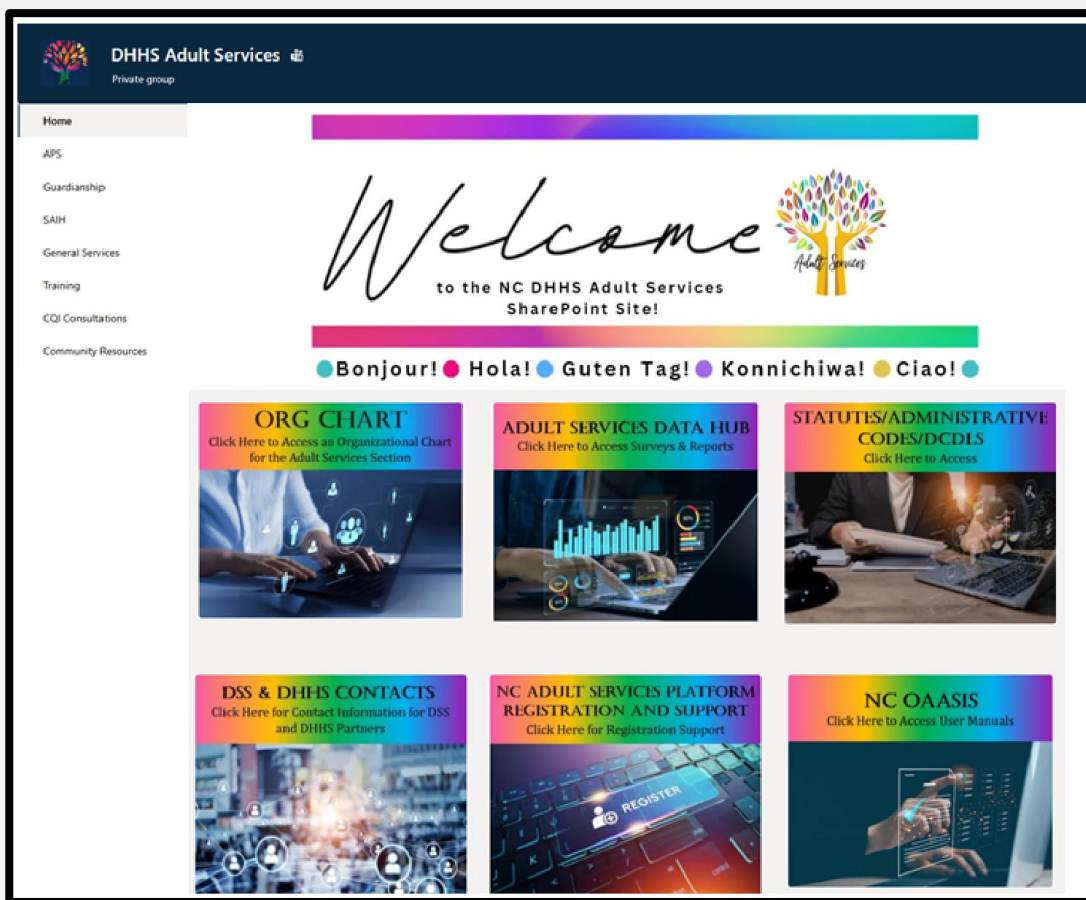 DHHS Adult Services
Private group
Home
APS
Guardianship
SAIH
General Services
Training
CQI Consultations
Community Resources
Welcome
Adult Services
to the NC DHHS Adult Services
SharePoint Site!
Bonjour! Hola! Guten Tag! Konnichiwa! Ciao!
ORG CHART
Click Here to Access an Organizational Chart
for the Adult Services Section
ADULT SERVICES DATA HUB
Click Here to Access Surveys & Reports
STATUTES/ADMINISTRATIVE
CODES/DCDLS
Click Here to Access
DSS & DHHS CONTACTS
Click Here for Contact Information for DSS
and DHHS Partners
NC ADULT SERVICES PLATFORM
REGISTRATION AND SUPPORT
Click Here for Registration Support
REGISTER
NC OAASIS
Click Here to Access User Manuals